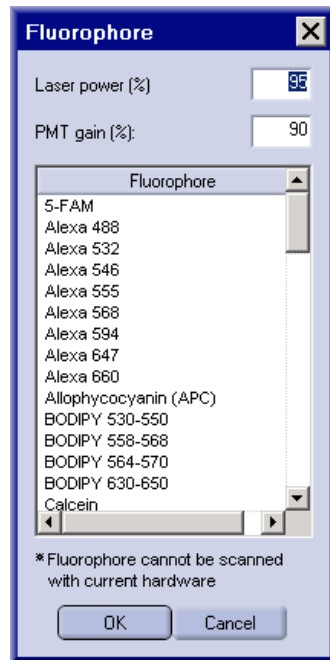 Fluorophore
Laser power (%)
95
PMT gain (%):
90
Fluorophore
5-FAM
Alexa 488
Alexa 532
Alexa 546
Alexa 555
Alexa 568
Alexa 594
Alexa 647
Alexa 660
Allophycocyanin (APC)
BODIPY 530-550
BODIPY 558-568
BODIPY 564-570
BODIPY 630-650
Calcein
* Fluorophore cannot be scanned
with current hardware
OK
Cancel